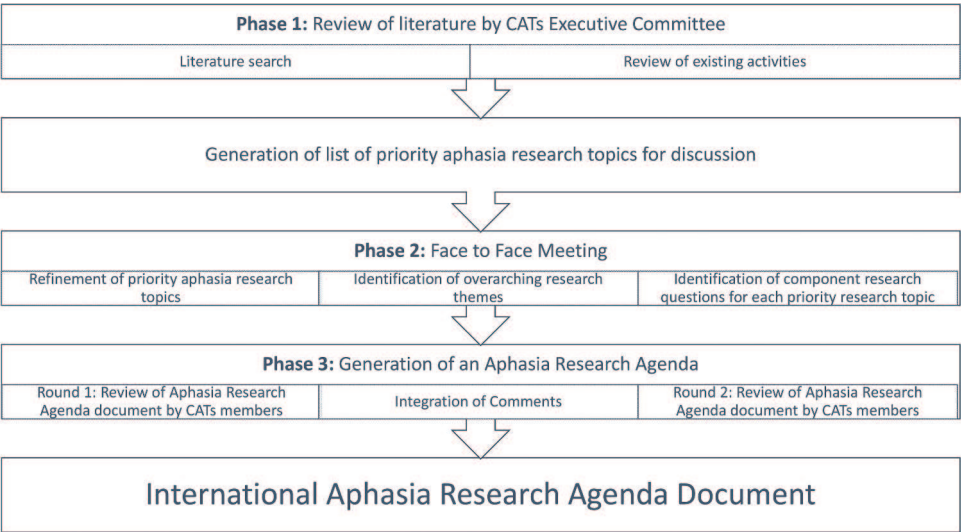 Phase 1: Review of literature by CATs Executive Committee
Literature search
Review of existing activities
Generation of list of priority aphasia research topics for discussion
Phase 2: Face to Face Meeting
Refinement of priority aphasia research
topics
Identification of overarching research
themes
Identification of component research
questions for each priority research topic
Phase 3: Generation of an Aphasia Research Agenda
Round 1: Review of Aphasia Research
Agenda document by CATs members
Integration of Comments
Round 2: Review of Aphasia Research
Agenda document by CATs members
International Aphasia Research Agenda Document